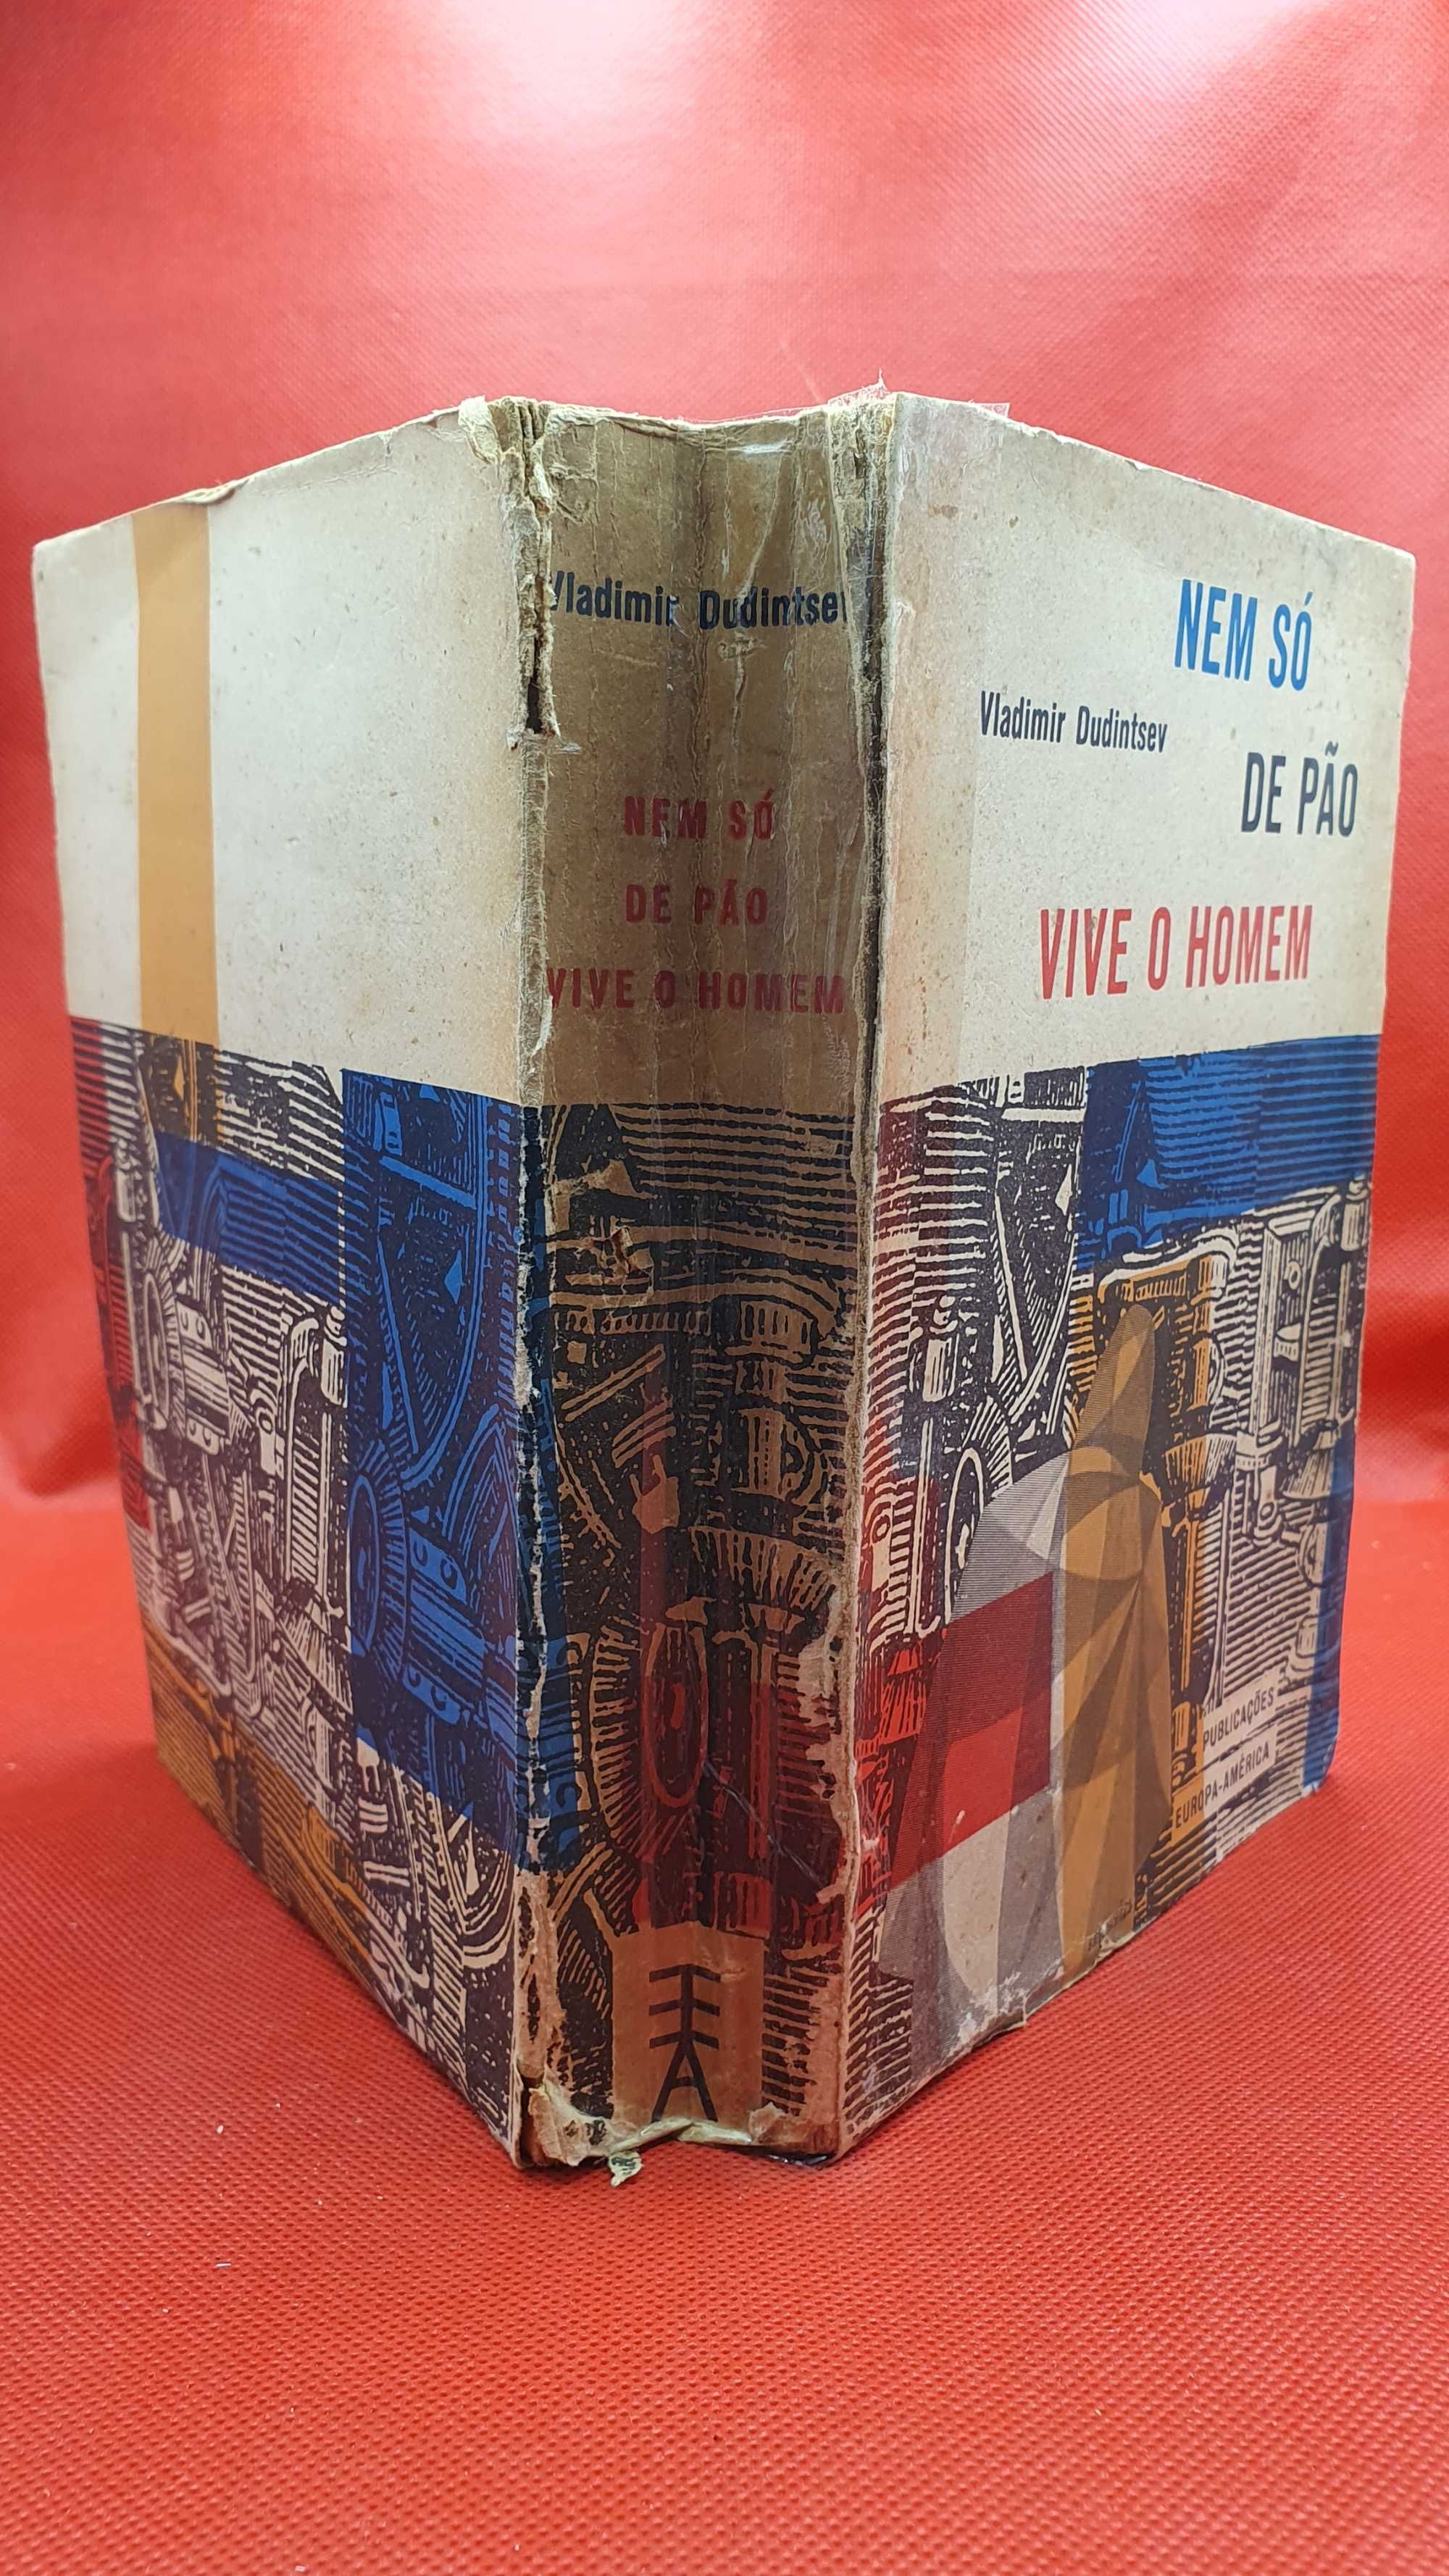 Vladimir Dudintsev
NEM SÓ
DE PÃO
VIVE O HOMEM
EEA
NEM SÓ
Vladimir Dudintsev
DE PÃO
VIVE O HOMEM
PUBLICAÇÕES
EUROPA-AMÉRICA